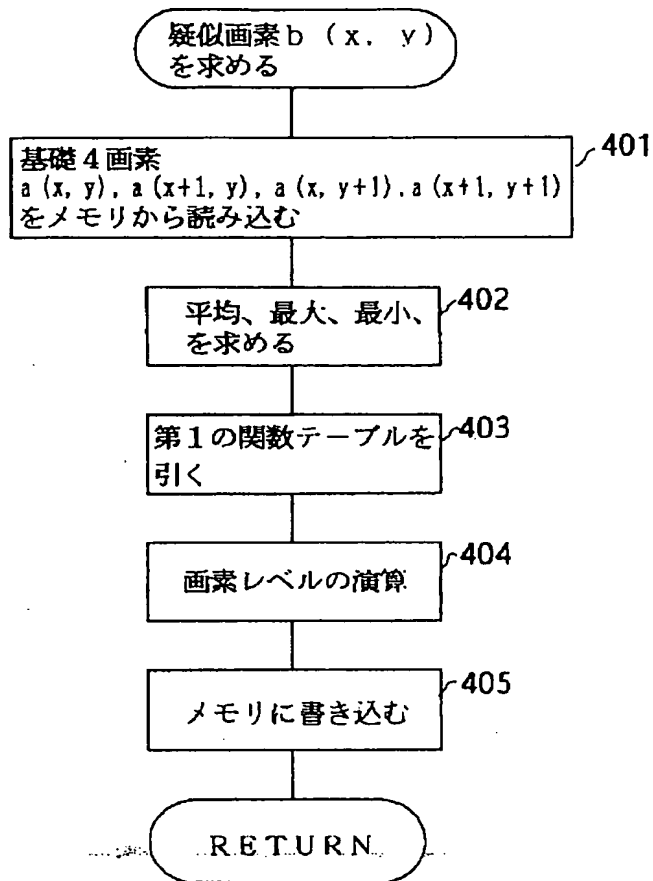 疑似画素b (x, y)
を求める
401
基礎4画素
a(x, y), a(x+1, y), a(x, y+1). a(x+1, y+1)
をメモリから読み込む
402
平均、最大、最小、
を求める
403
第1の関数テーブルを
引く
404
画素レベルの演算
405
メモリに書き込む
RETURN